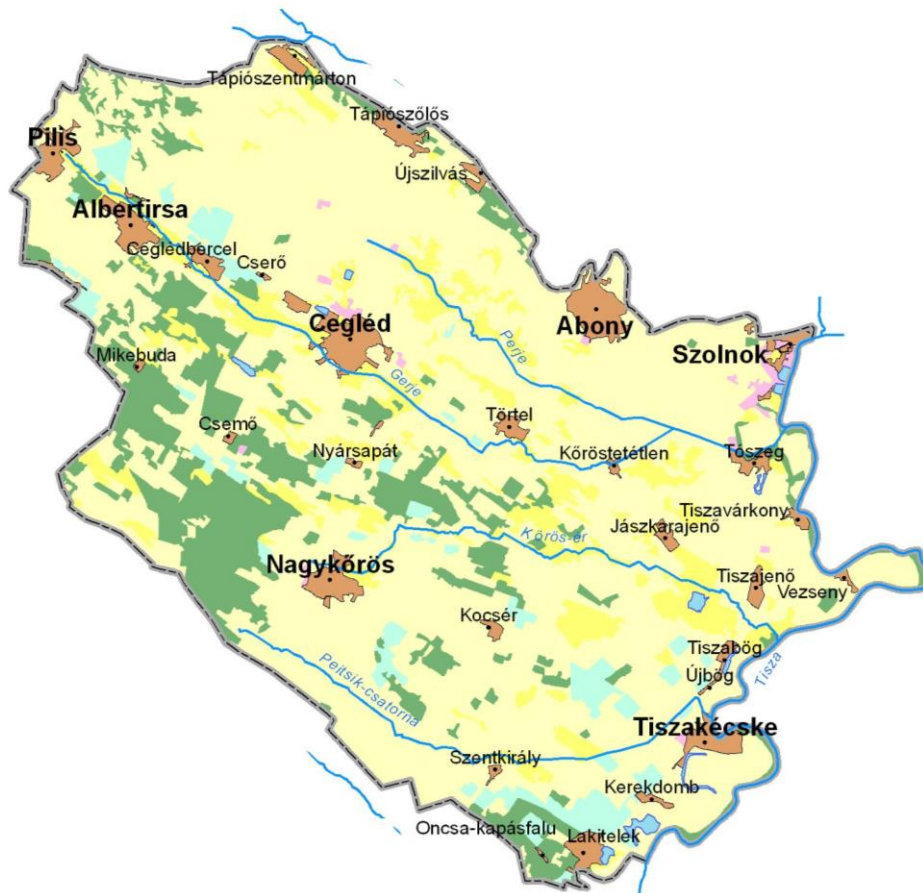 Tápiószentmárton
Tápiószőlős
Pilis
Újszilvás
Albertirsa
Ceglédbercel
Cserő
Cegléd
Abony
Perje
Szolnok
Mikebuda
Gerje
Törtel
Csemő
Nyársapát
Kőröstetétlen
Tószeg
Tiszavárkony
Jászkarajenő
Kőrös-ér
Nagykőrös
Tiszajenő
Vezseny
Kocsér
Tiszabög
Újbög
Tisza
Peitsik-csatorna
Tiszakécske
Szentkirály
Kerekdomb
Oncsa-kapásfalu
Lakitelek